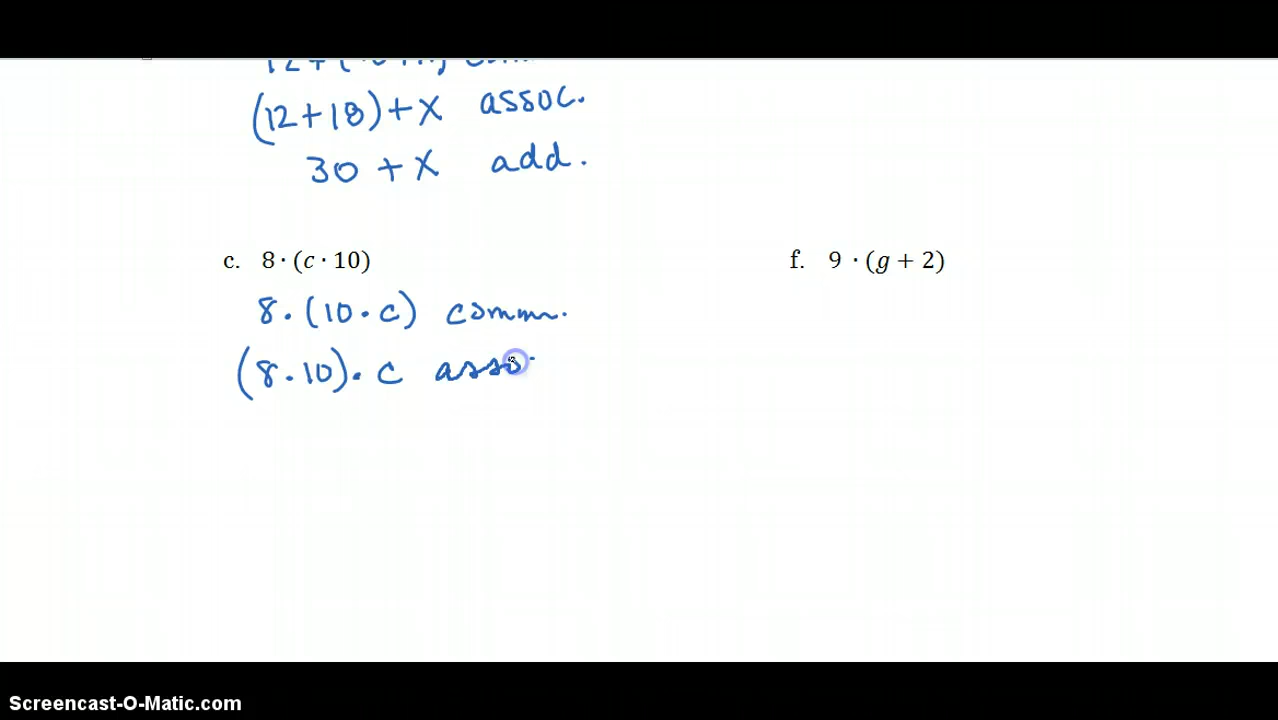 (12+18)+X assoc.
30 + X add.
c. 8 · (c · 10)
8 · (10 · c) comm.
(8 · 10) · c asso
f. 9 · (g + 2)
Screencast-O-Matic.com